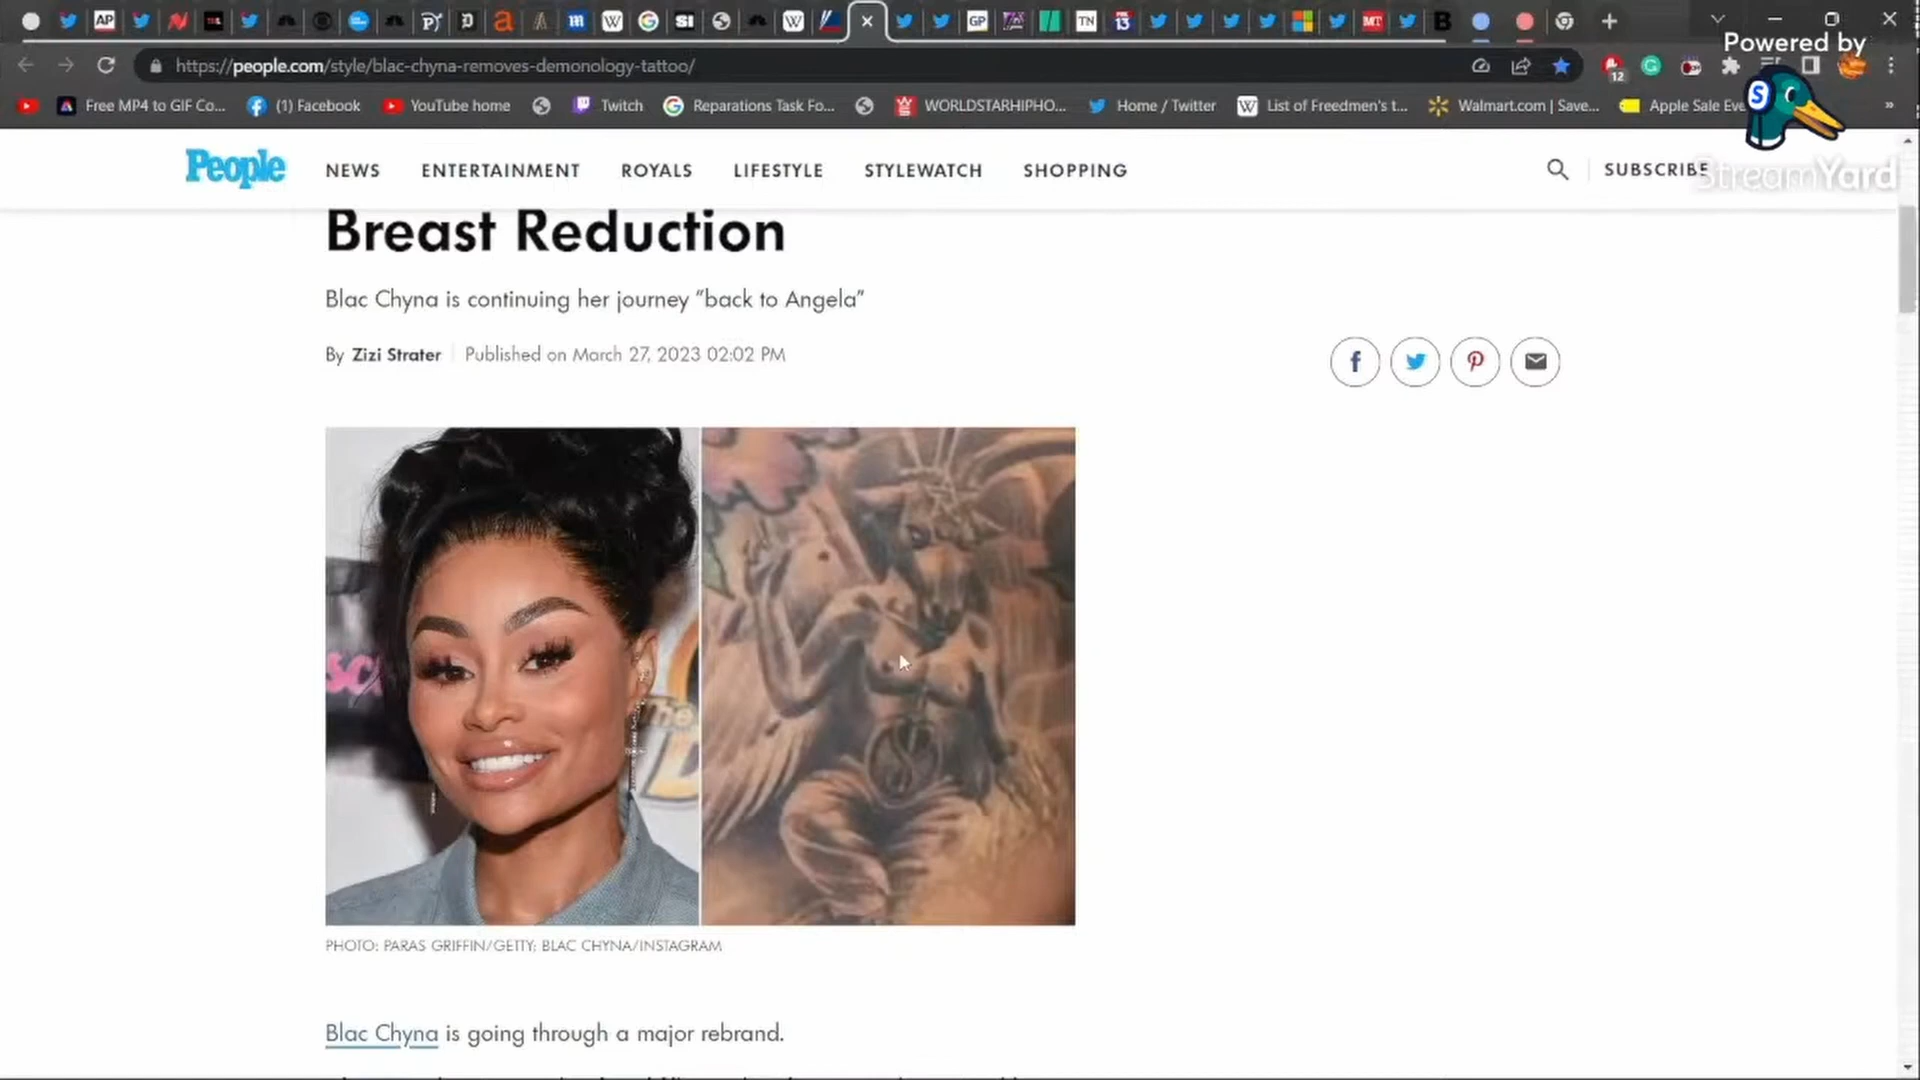 Powered by
https://people.com/style/blac-chyna-removes-demonology-tattoo/
12
Free MP4 to GIF Co...
(1) Facebook
YouTube home
Twitch
Reparations Task Fo...
WORLDSTARHIPHO...
Home / Twitter
List of Freedmen's t...
Walmart.com | Save...
Apple Sale Eve
StreamYard
People
NEWS
ENTERTAINMENT
ROYALS
LIFESTYLE
STYLEWATCH
SHOPPING
SUBSCRIBE
Breast Reduction
Blac Chyna is continuing her journey “back to Angela”
By Zizi Strater
Published on March 27, 2023 02:02 PM
PHOTO: PARAS GRIFFIN/GETTY; BLAC CHYNA/INSTAGRAM
Blac Chyna is going through a major rebrand.